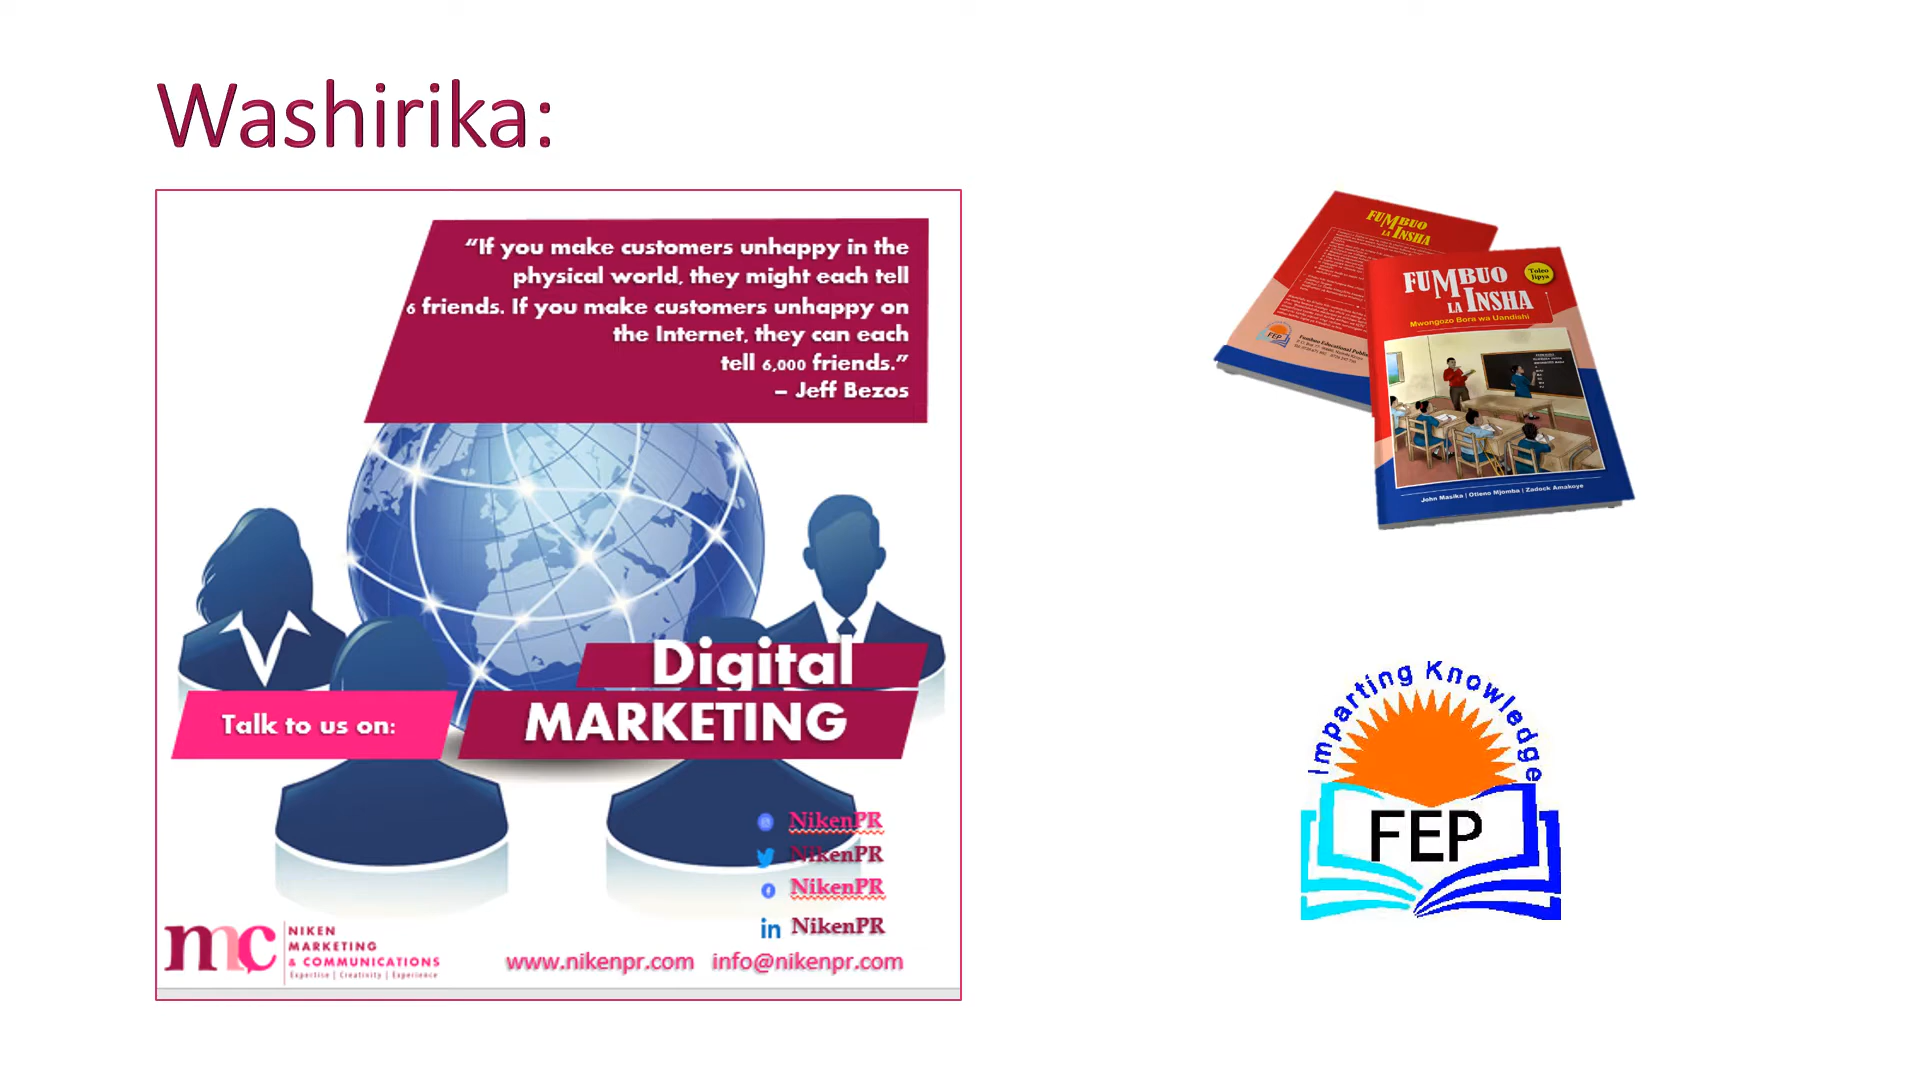 Washirika:
“If you make customers unhappy in the
physical world, they might each tell
6 friends. If you make customers unhappy on
the Internet, they can each
tell 6,000 friends.”
– Jeff Bezos
Digital
MARKETING
Talk to us on:
NikenPR
NikenPR
NikenPR
in NikenPR
mc
NIKEN
MARKETING
& COMMUNICATIONS
Expertise | Creativity | Experience
www.nikenpr.com info@nikenpr.com
FUMBUO
LA INSHA
FEP
FUMBUO
LA INSHA
Toleo
Jipya
Mwongozo Bora wa Uandishi
John Masika | Otieno Mjomba | Zadock Amakoye
Imparting Knowledge
FEP